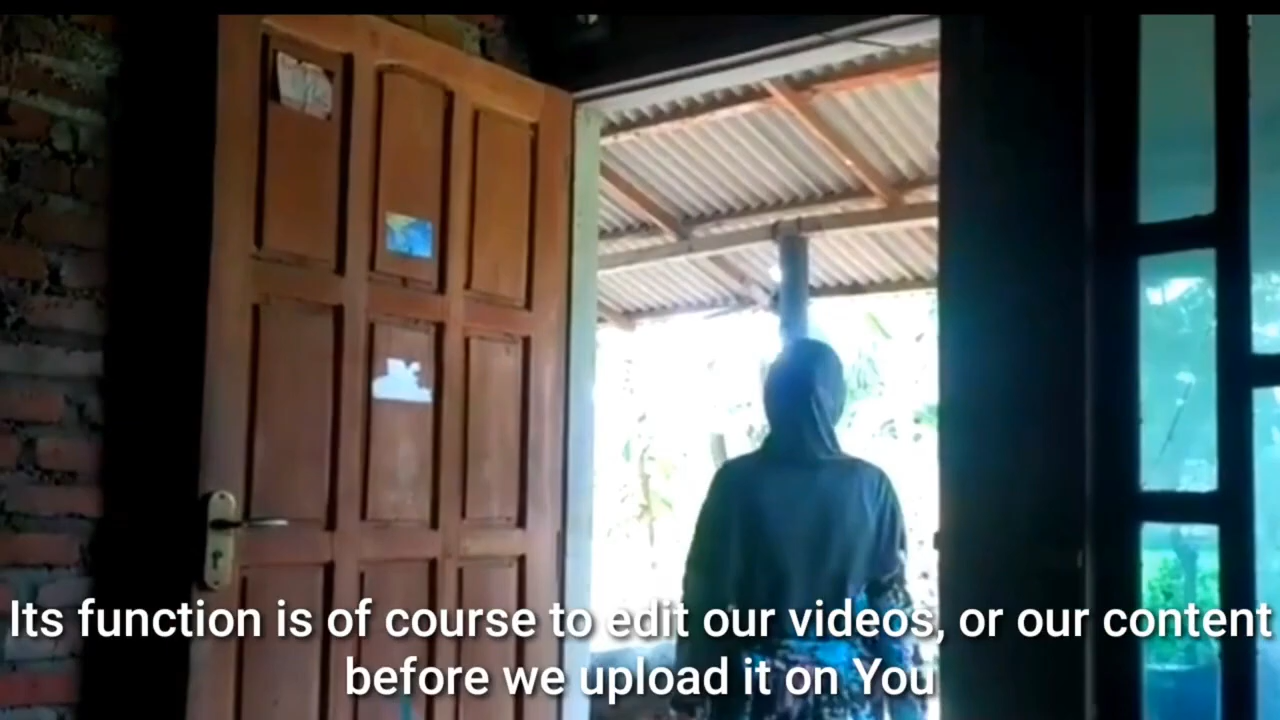 Its function is of course to edit our videos, or our content
before we upload it on You